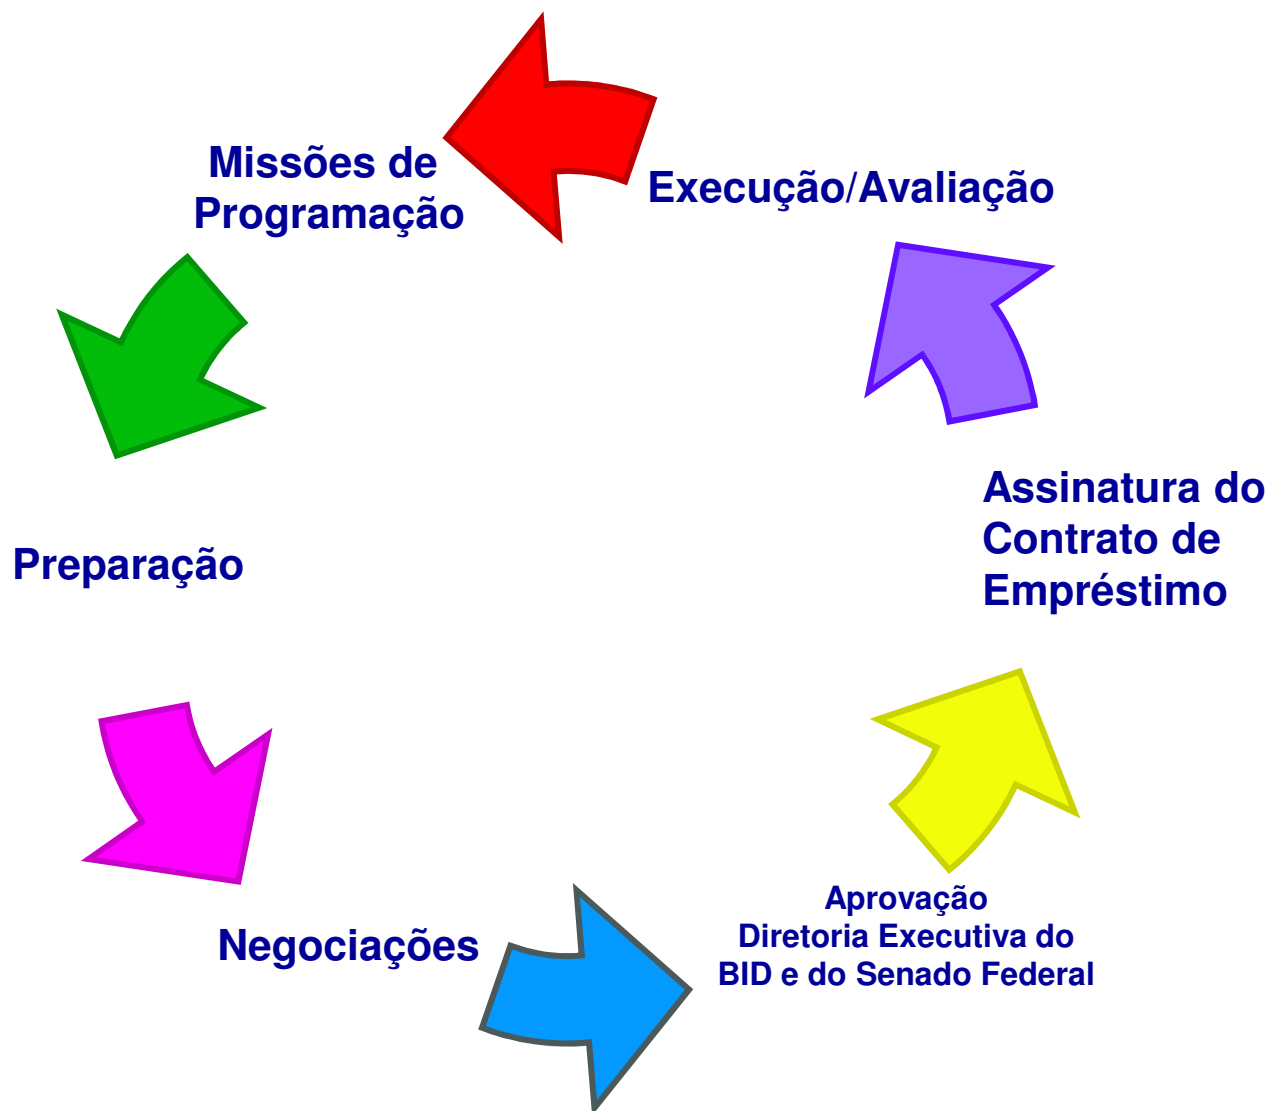 Missões de
Programação
Execução/Avaliação
Assinatura do
Contrato de
Empréstimo
Preparação
Aprovação
Diretoria Executiva do
BID e do Senado Federal
Negociações